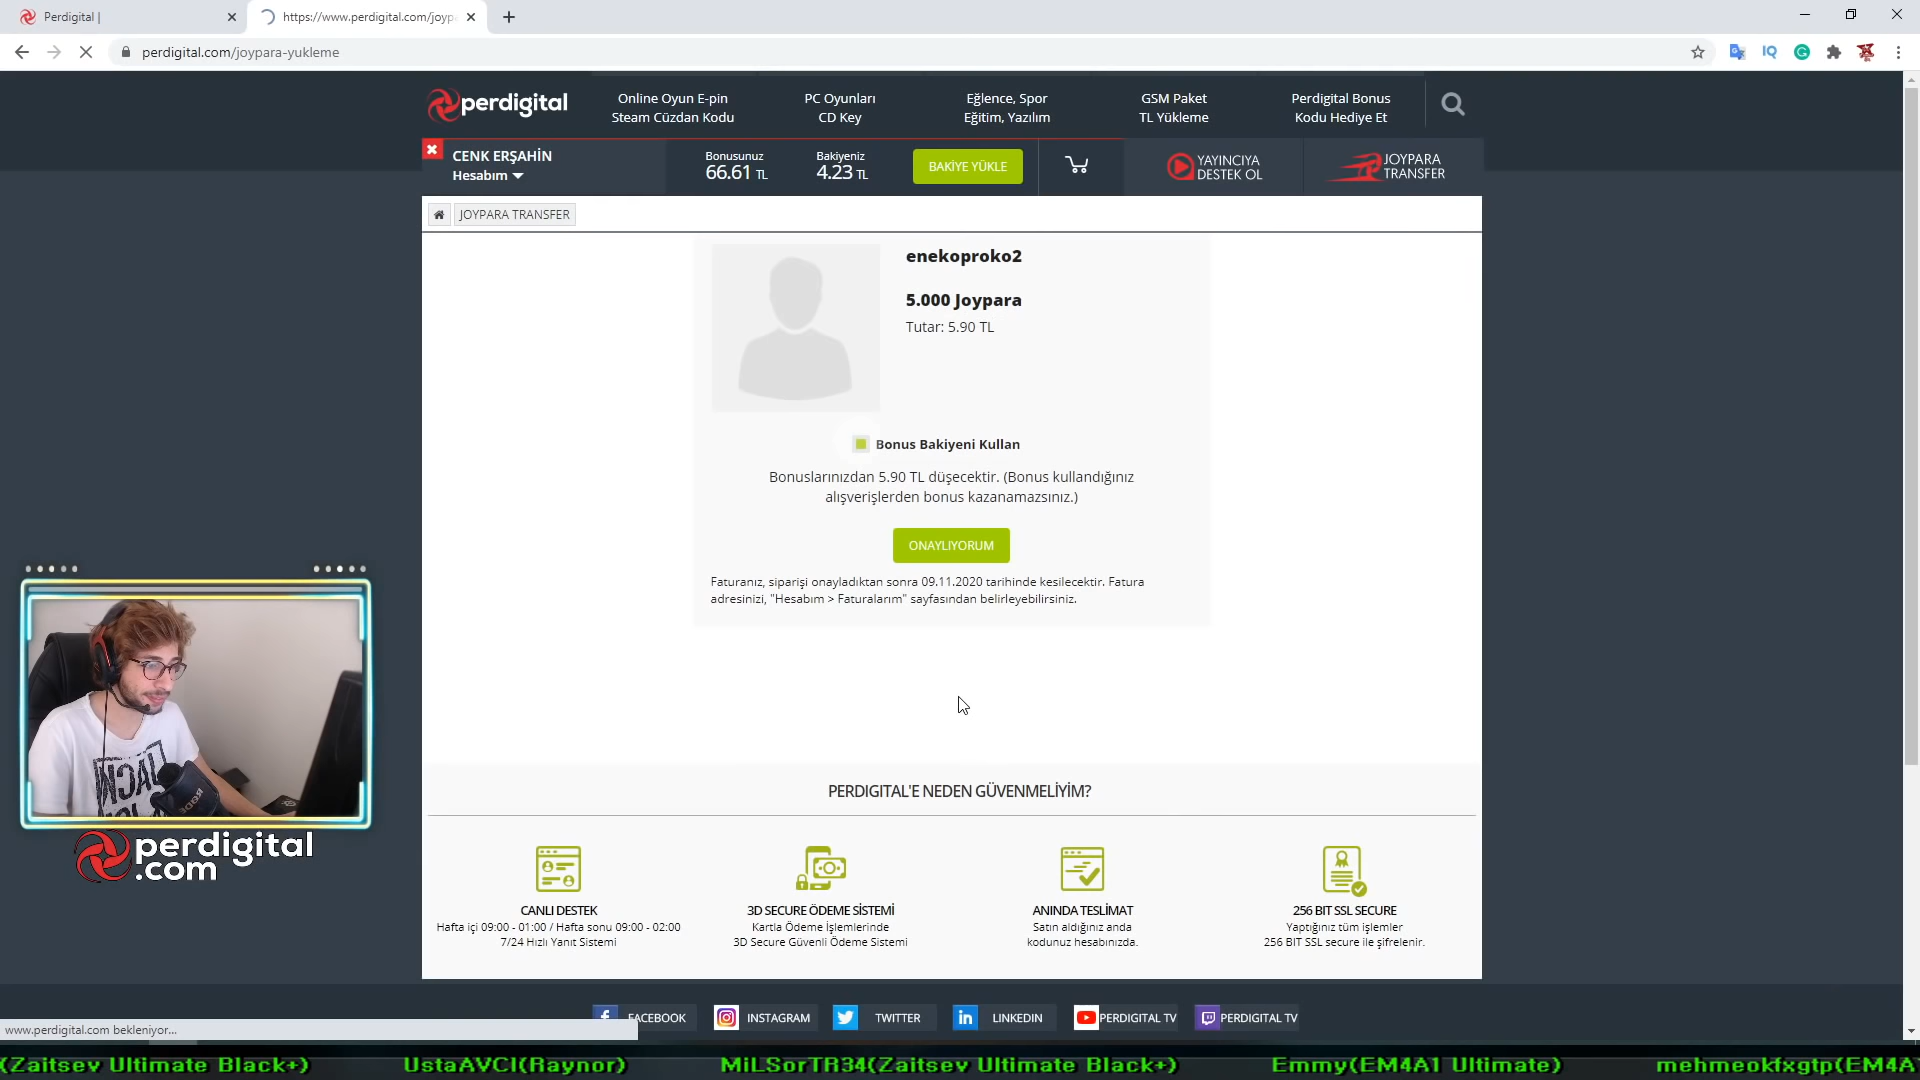 Perdigital |
https://www.perdigital.com/joypa
perdigital.com/joypara-yukleme
perdigital
Online Oyun E-pin
Steam Cüzdan Kodu
PC Oyunları
CD Key
Eğlence, Spor
Eğitim, Yazılım
GSM Paket
TL Yükleme
Perdigital Bonus
Kodu Hediye Et
CENK ERŞAHİN
Hesabım
Bonusunuz
66.61 TL
Bakiyeniz
4.23 TL
BAKİYE YÜKLE
YAYINCIYA
DESTEK OL
JOYPARA
TRANSFER
JOYPARA TRANSFER
enekoproko2
5.000 Joypara
Tutar: 5.90 TL
Bonus Bakiyeni Kullan
Bonuslarınızdan 5.90 TL düşecektir. (Bonus kullandığınız
alışverişlerden bonus kazanamazsınız.)
ONAYLIYORUM
Faturanız, siparişi onayladıktan sonra 09.11.2020 tarihinde kesilecektir. Fatura
adresinizi, "Hesabım > Faturalarım" sayfasından belirleyebilirsiniz.
perdigital
.com
PERDIGITAL'E NEDEN GÜVENMELİYİM?
CANLI DESTEK
Hafta içi 09:00 - 01:00 / Hafta sonu 09:00 - 02:00
7/24 Hızlı Yanıt Sistemi
3D SECURE ÖDEME SİSTEMİ
Kartla Ödeme İşlemlerinde
3D Secure Güvenli Ödeme Sistemi
ANINDA TESLİMAT
Satın aldığınız anda
kodunuz hesabınızda.
256 BIT SSL SECURE
Yaptığınız tüm işlemler
256 BIT SSL secure ile şifrelenir.
FACEBOOK
INSTAGRAM
TWITTER
LINKEDIN
PERDIGITAL TV
PERDIGITAL TV
www.perdigital.com bekleniyor...
(Zaitsev Ultimate Black+) UstaAVCI(Raynor) MiLSorTR34(Zaitsev Ultimate Black+) Emmy(EM4A1 Ultimate) mehmeokfxgtp(EM4A